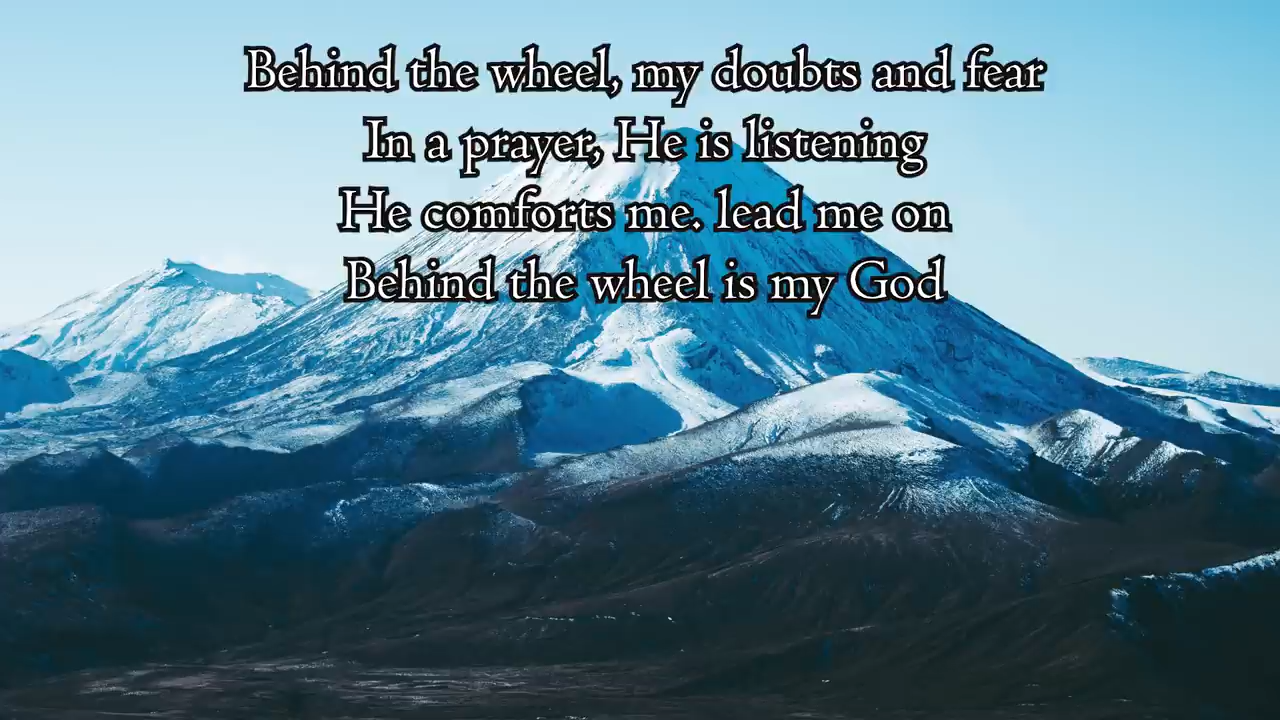 Behind the wheel, my doubts and fear
In a prayer, He is listening
He comforts me. lead me on
Behind the wheel is my God